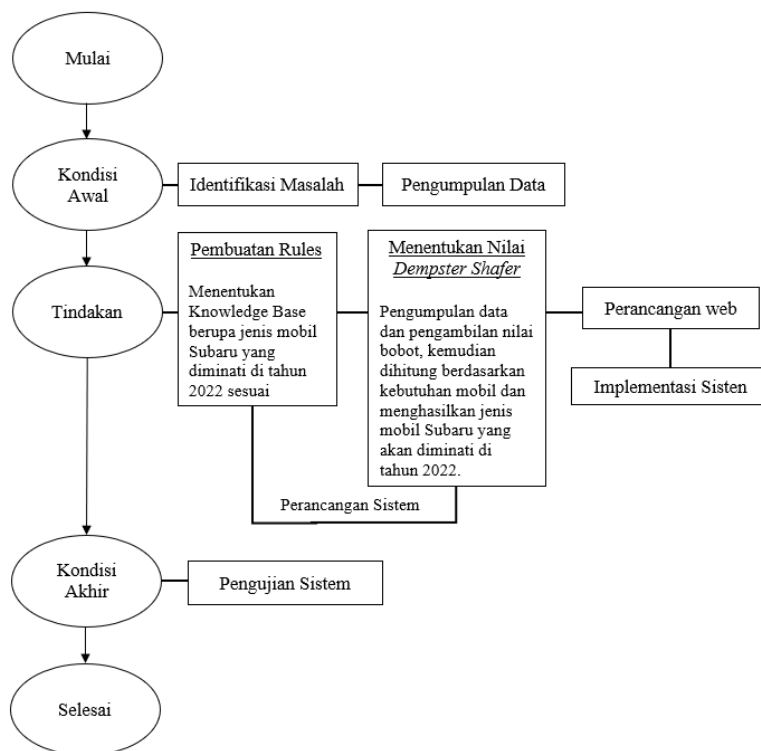 Mulai
Kondisi
Awal
Identifikasi Masalah
Pengumpulan Data
Tindakan
Pembuatan Rules
Menentukan
Knowledge Base
berupa jenis mobil
Subaru yang
diminati di tahun
2022 sesuai
Menentukan Nilai
Dempster Shafer
Pengumpulan data
dan pengambilan nilai
bobot, kemudian
dihitung berdasarkan
kebutuhan mobil dan
menghasilkan jenis
mobil Subaru yang
akan diminati di
tahun 2022.
Perancangan web
Implementasi Sisten
Perancangan Sistem
Kondisi
Akhir
Pengujian Sistem
Selesai